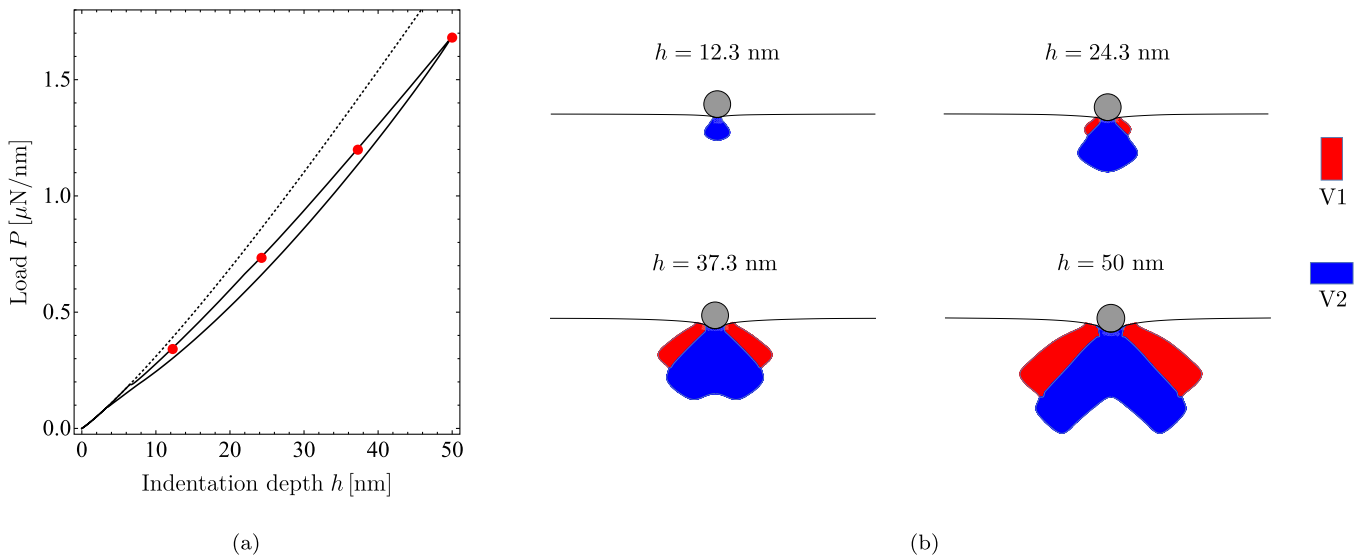 1.5
1.0
0.5
0.0
0 10 20 30 40 50
Load P [μN/nm]
Indentation depth h [nm]
(a)
h = 12.3 nm
h = 24.3 nm
h = 37.3 nm
h = 50 nm
V1
V2
(b)